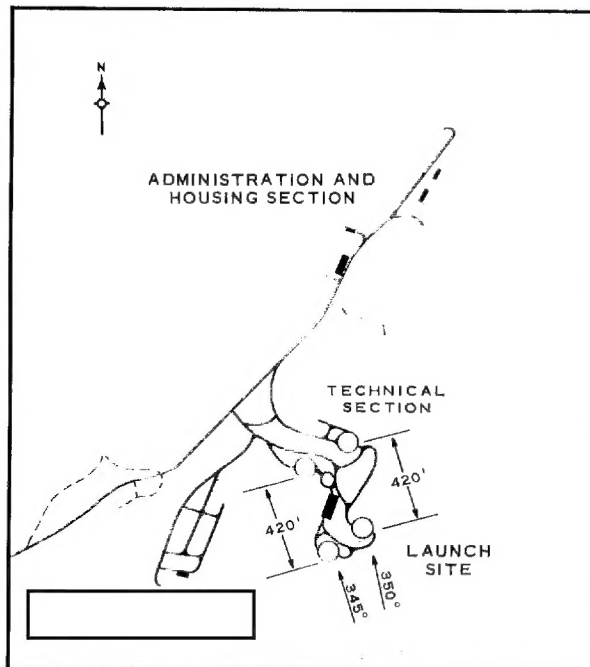 N
ADMINISTRATION AND
HOUSING SECTION
TECHNICAL
SECTION
420'
420'
LAUNCH
SITE
345°
350°